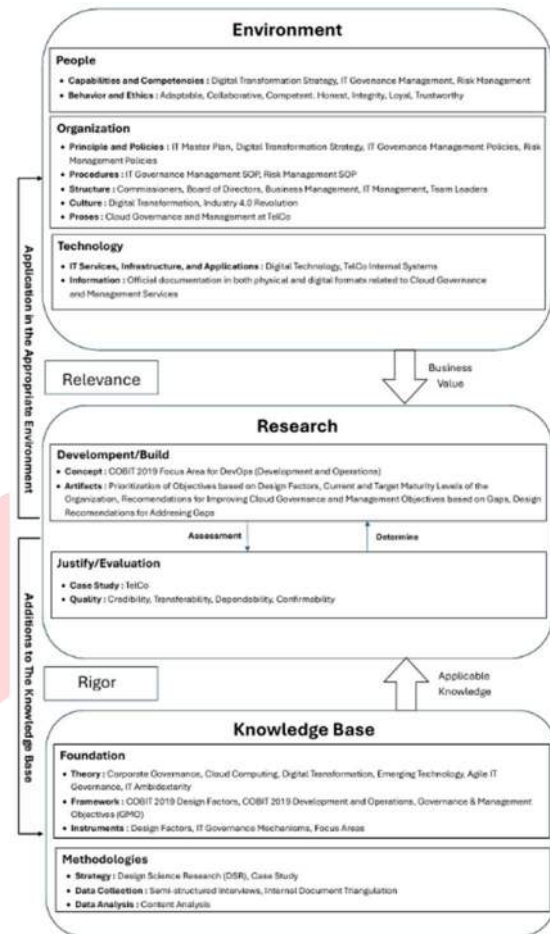 Environment
People
• Capabilities and Competencies : Digital Transformation Strategy, IT Govenance Management, Risk Management
• Behavior and Ethics : Adaptable, Collaborative, Competent. Honest, Integrity, Loyal, Trustworthy
Organization
• Principle and Policies : IT Master Plan, Digital Transformation Strategy, IT Governance Management Policies, Risk
Management Policies
• Procedures : IT Governance Management SOP, Risk Management SOP
• Structure : Commissioners, Board of Directors, Business Management, IT Management, Team Leaders
• Culture : Digital Transformation, Industry 4.0 Revolution
• Proses : Cloud Governance and Management at TelCo
Technology
• IT Services, Infrastructure, and Applications : Digital Technology, TelCo Internal Systems
• Information : Official documentation in both physical and digital formats related to Cloud Governance
and Management Services
Application in the Appropriate Environment
Relevance
Business
Value
Research
Develompent/Build
• Concept : COBIT 2019 Focus Area for DevOps (Development and Operations)
• Artifacts : Prioritization of Objectives based on Design Factors, Current and Target Maturity Levels of the
Organization, Recomendations for Improving Cloud Governance and Management Objectives based on Gaps, Design
Recomendations for Addresing Gaps
Assessment
Determine
Justify/Evaluation
• Case Study : TelCo
• Quality : Credibility, Transferability, Dependability, Confirmability
Additions to The Knowledge Base
Rigor
Applicable
Knowledge
Knowledge Base
Foundation
• Theory : Corporate Governance, Cloud Computing, Digital Transformation, Emerging Technology, Agile IT
Governance, IT Ambidexterity
• Framework : COBIT 2019 Design Factors, COBIT 2019 Development and Operations, Governance & Management
Objectives (GMO)
• Instruments : Design Factors, IT Governance Mechanisms, Focus Areas
Methodologies
• Strategy : Design Science Research (DSR), Case Study
• Data Collection : Semi-structured Interviews, Internal Document Triangulation
• Data Analysis : Content Analysis